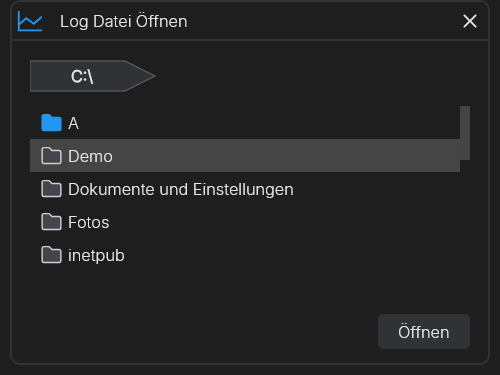 Log Datei Öffnen
C:\
A
Demo
Dokumente und Einstellungen
Fotos
inetpub
Öffnen